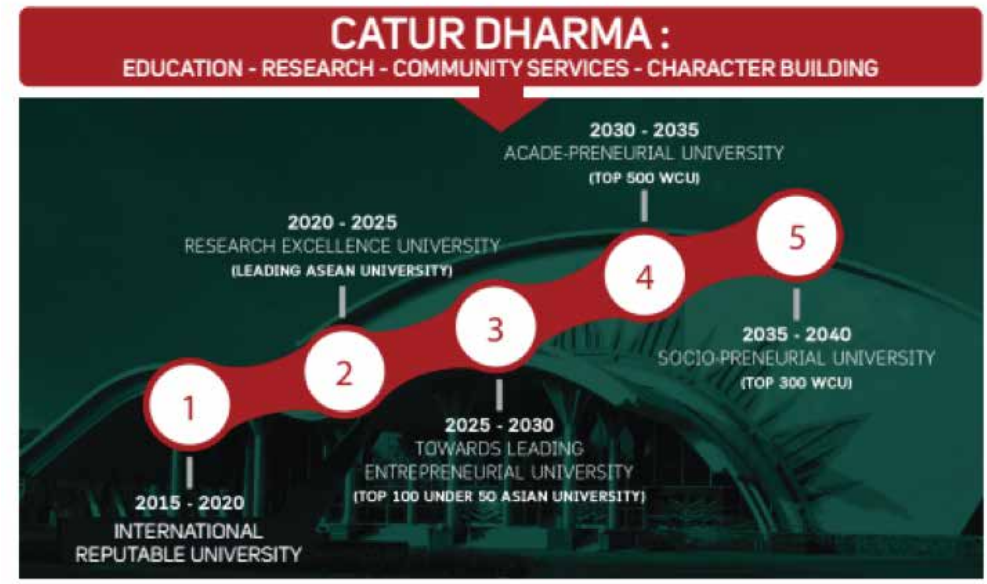 CATUR DHARMA :
EDUCATION - RESEARCH - COMMUNITY SERVICES - CHARACTER BUILDING
1
2015 - 2020
INTERNATIONAL
REPUTABLE UNIVERSITY
2020 - 2025
RESEARCH EXCELLENCE UNIVERSITY
(LEADING ASEAN UNIVERSITY)
2
3
2025 - 2030
TOWARDS LEADING
ENTREPRENEURIAL UNIVERSITY
(TOP 100 UNDER 50 ASIAN UNIVERSITY)
2030 - 2035
ACADE-PRENEURIAL UNIVERSITY
(TOP 500 WCU)
4
5
2035 - 2040
SOCIO-PRENEURIAL UNIVERSITY
(TOP 300 WCU)